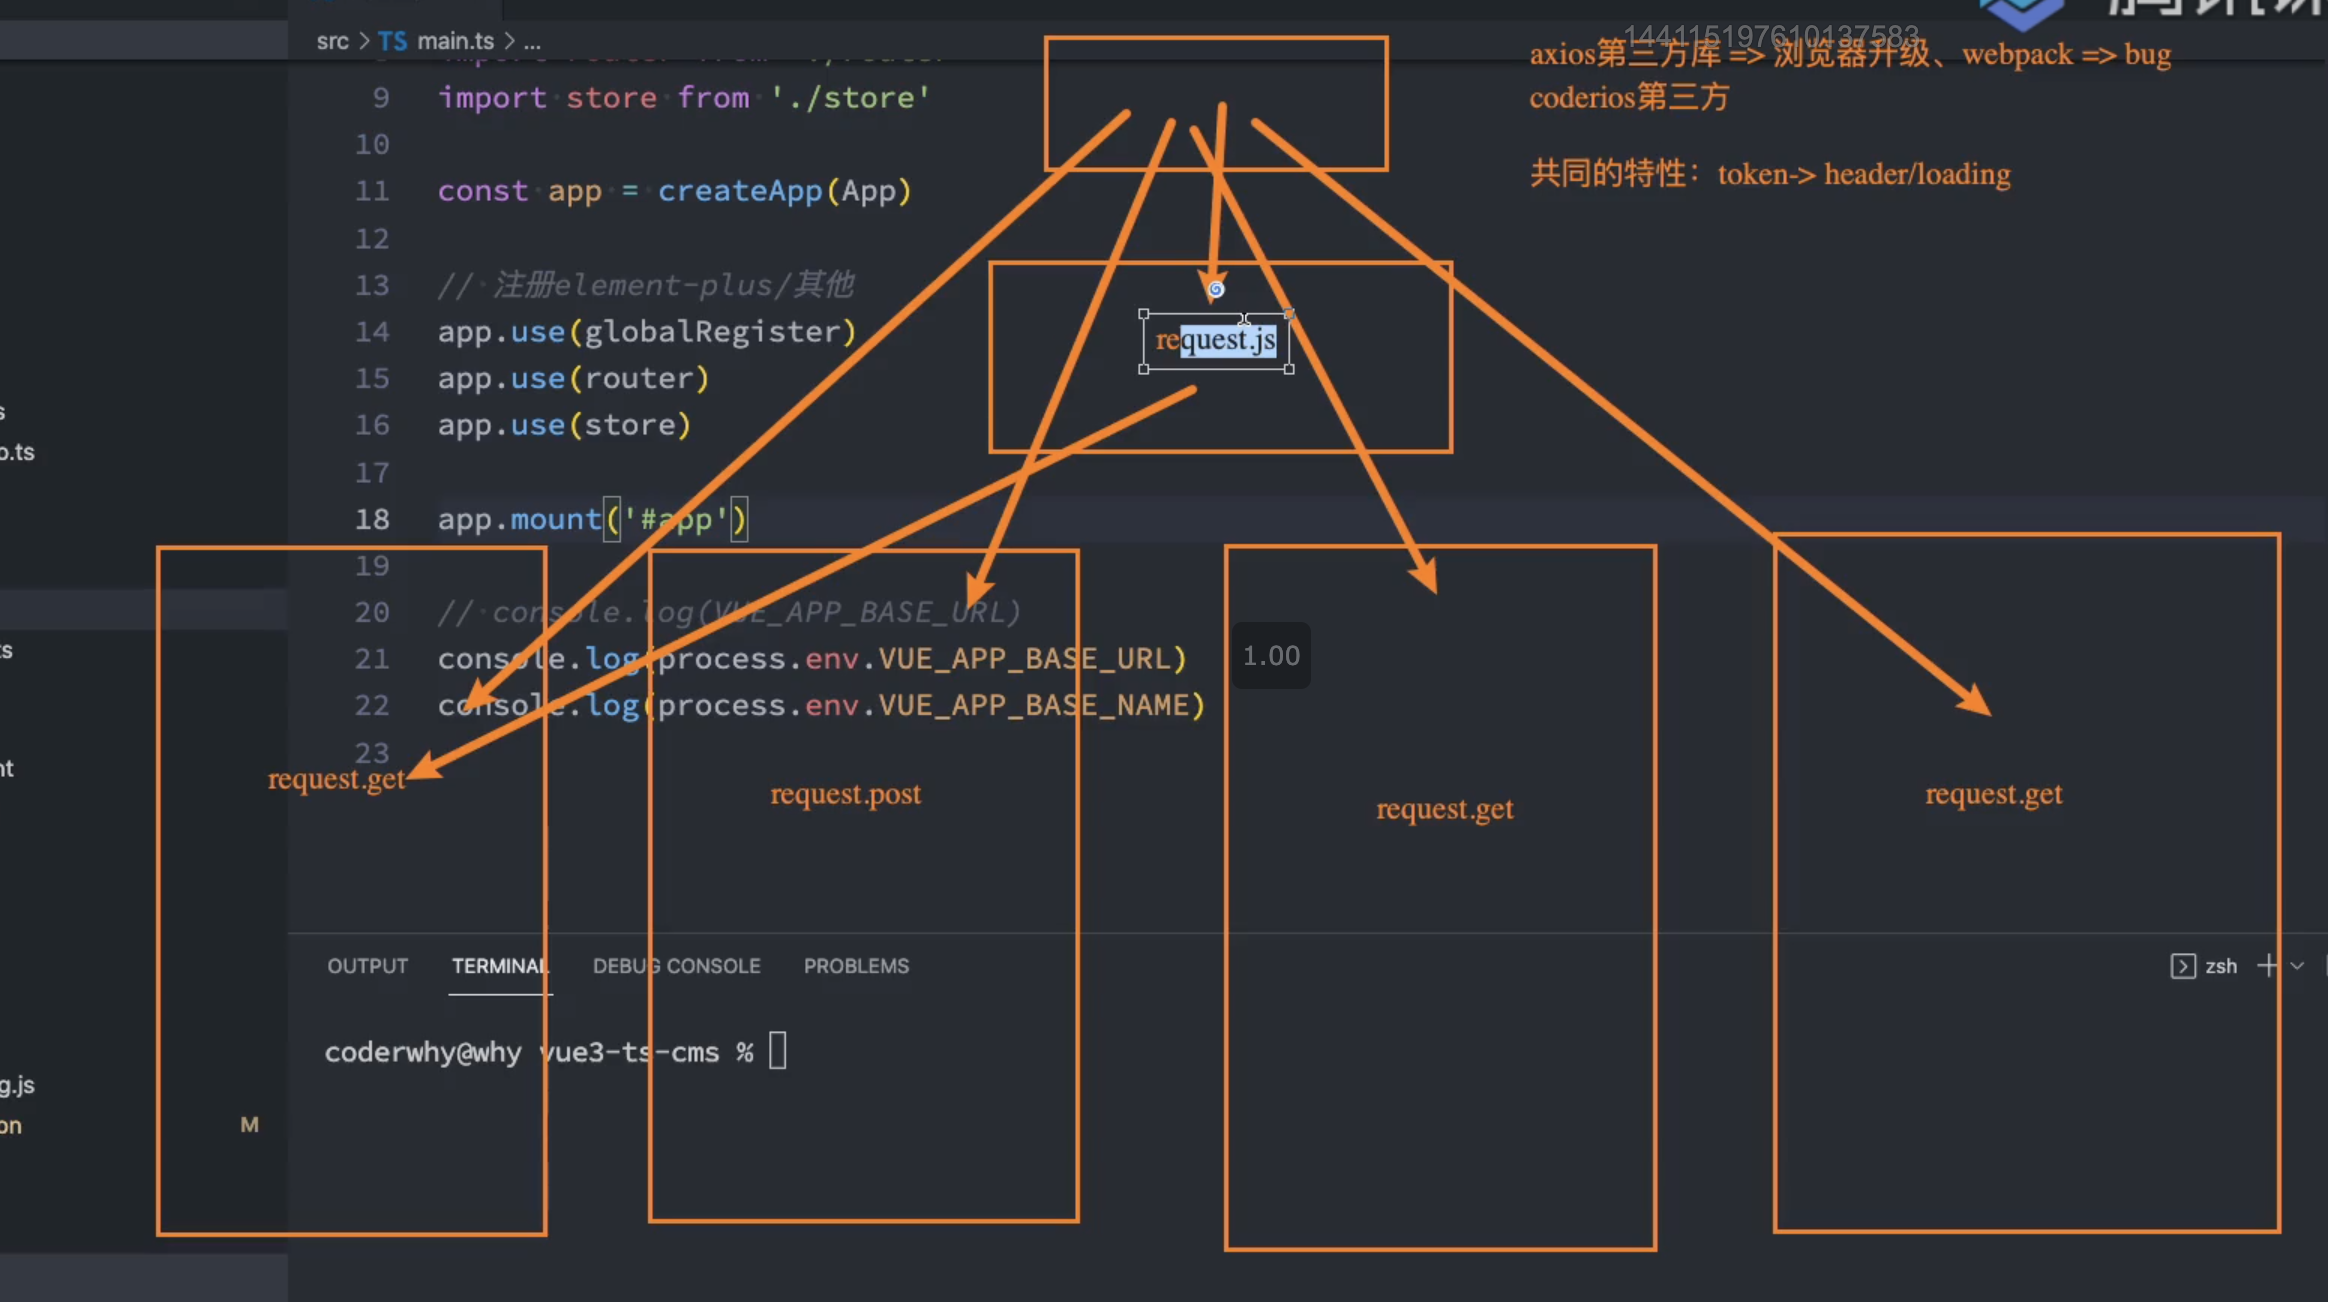 src > TS main.ts > ...
9 import store from './store'
10
11 const app = createApp(App)
12
13 // 注册element-plus/其他
14 app.use(globalRegister)
15 app.use(router)
16 app.use(store)
17
18 app.mount('#app')
19
20 // console.log(VUE_APP_BASE_URL)
21 console.log(process.env.VUE_APP_BASE_URL)
22 console.log(process.env.VUE_APP_BASE_NAME)
23
144115197610137583
axios第三方库 => 浏览器升级、webpack => bug
coderios第三方
共同的特性：token-> header/loading
request.js
1.00
request.get
request.post
request.get
request.get
OUTPUT TERMINAL DEBUG CONSOLE PROBLEMS
zsh
coderwhy@why vue3-ts-cms %
g.js
M